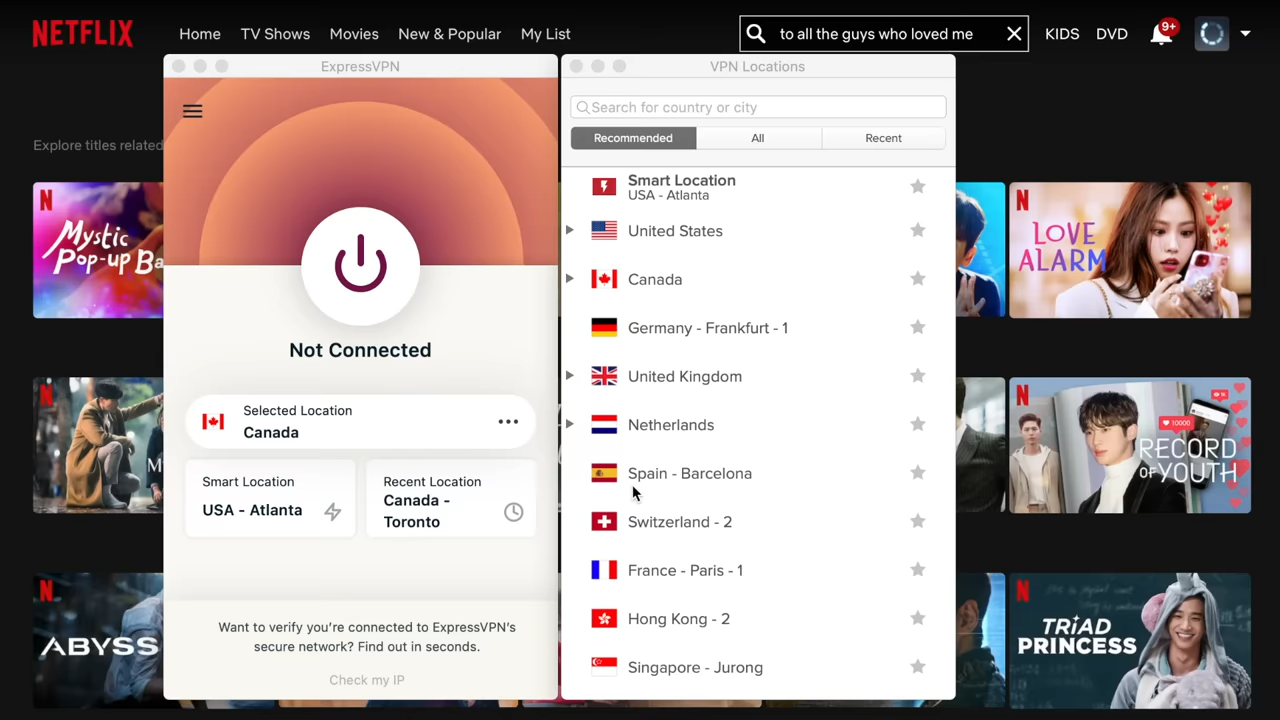 NETFLIX
Home TV Shows Movies New & Popular My List
to all the guys who loved me
KIDS DVD
9+
Explore titles related
ExpressVPN
Not Connected
Selected Location
Canada
Smart Location
USA - Atlanta
Recent Location
Canada -
Toronto
Want to verify you're connected to ExpressVPN's
secure network? Find out in seconds.
Check my IP
VPN Locations
Search for country or city
Recommended All Recent
Smart Location
USA - Atlanta
United States
Canada
Germany - Frankfurt - 1
United Kingdom
Netherlands
Spain - Barcelona
Switzerland - 2
France - Paris - 1
Hong Kong - 2
Singapore - Jurong
N
Mystic
Pop-up Ba
N
LOVE
ALARM
N
M
N
10000
RECORD
OF YOUTH
N
ABYSS
N
TRIAD
PRINCESS